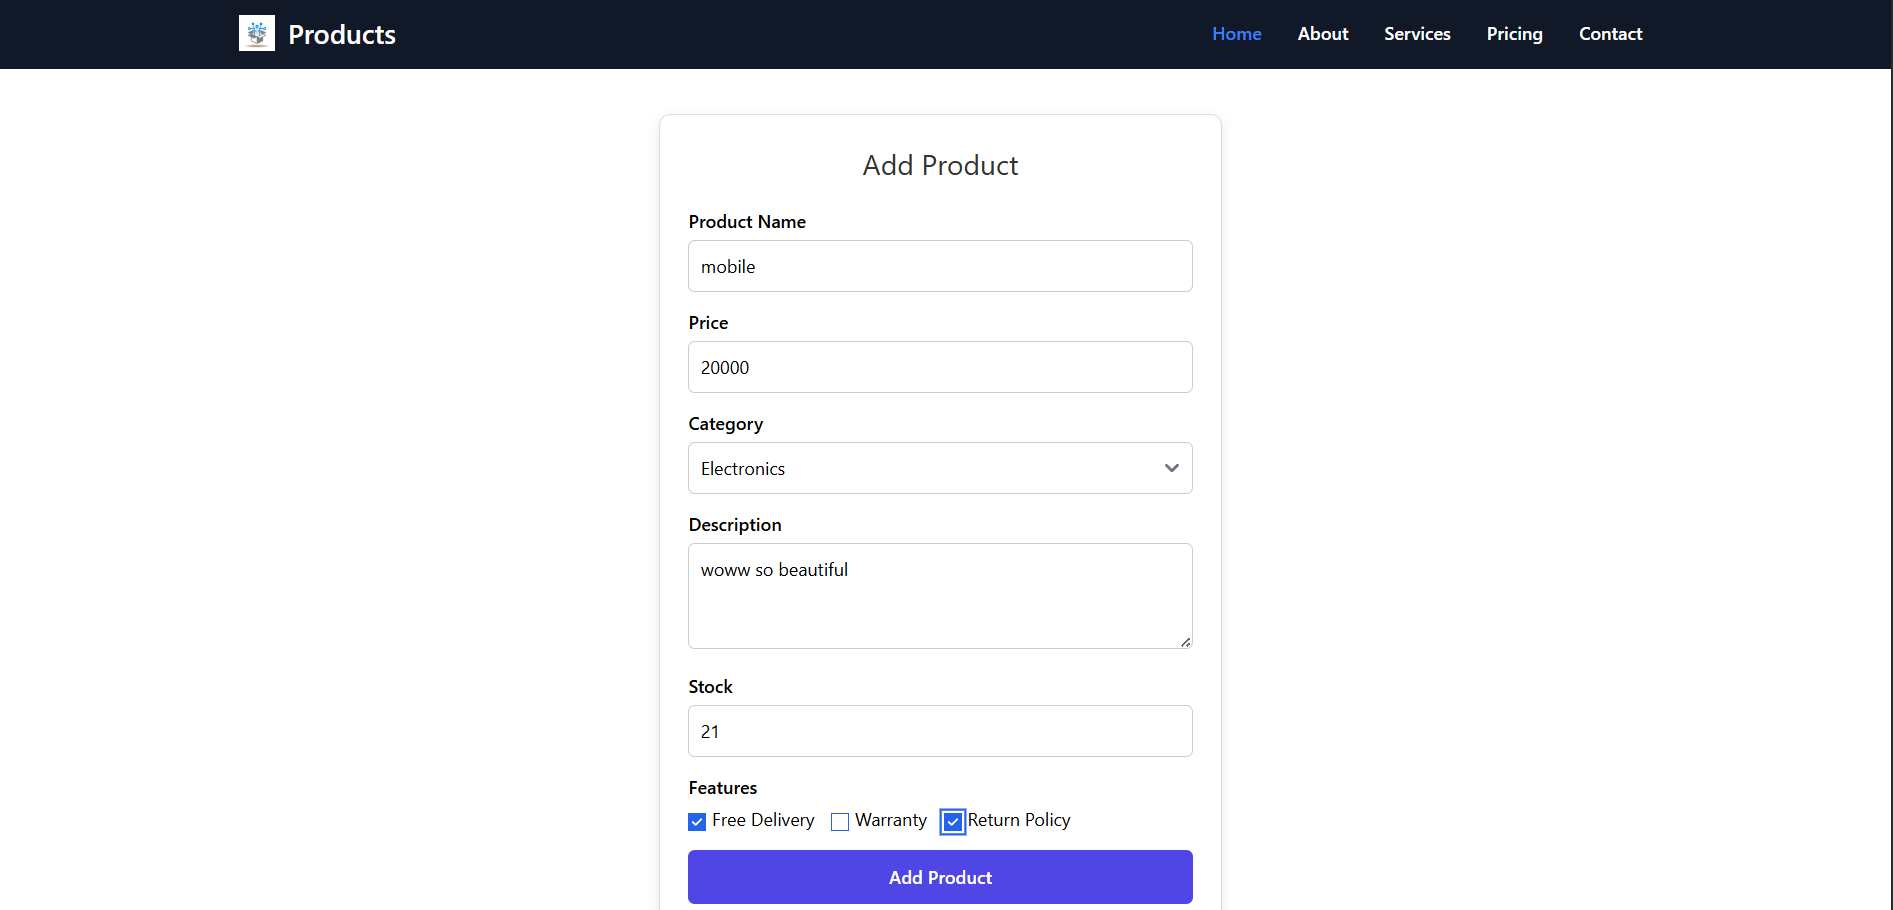 Products
Home About Services Pricing Contact
Add Product
Product Name
mobile
Price
20000
Category
Electronics
Description
woww so beautiful
Stock
21
Features
Free Delivery Warranty Return Policy
Add Product